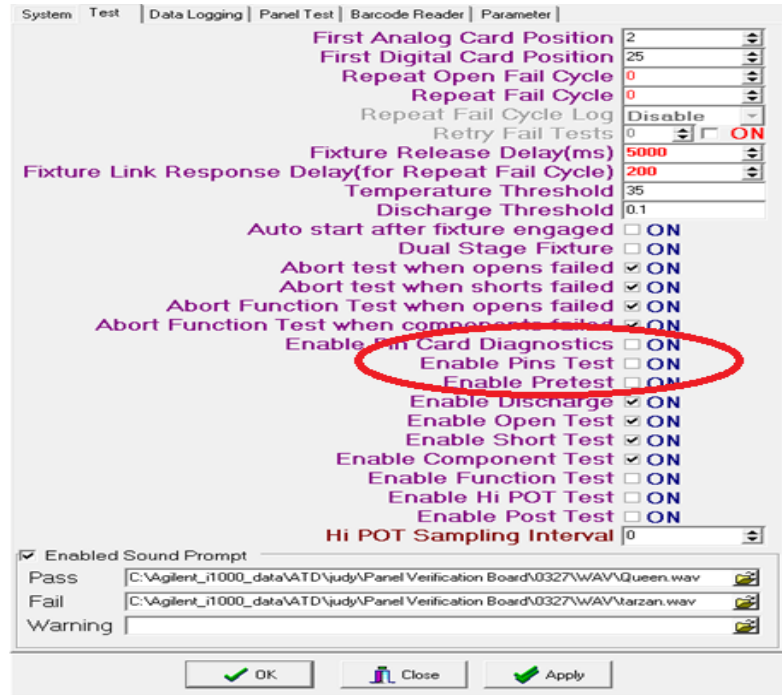 System Test Data Logging Panel Test Barcode Reader Parameter
First Analog Card Position 2
First Digital Card Position 25
Repeat Open Fail Cycle 0
Repeat Fail Cycle 0
Repeat Fail Cycle Log Disable
Retry Fail Tests 0 ON
Fixture Release Delay(ms) 5000
Fixture Link Response Delay(for Repeat Fail Cycle) 200
Temperature Threshold 35
Discharge Threshold 0.1
Auto start after fixture engaged ON
Dual Stage Fixture ON
Abort test when opens failed ON
Abort test when shorts failed ON
Abort Function Test when opens failed ON
Abort Function Test when components failed ON
Enable Pin Card Diagnostics ON
Enable Pins Test ON
Enable Pretest ON
Enable Discharge ON
Enable Open Test ON
Enable Short Test ON
Enable Component Test ON
Enable Function Test ON
Enable Hi POT Test ON
Enable Post Test ON
Hi POT Sampling Interval 0
Enabled Sound Prompt
Pass C:\Agilent_i1000_data\ATD\judy\Panel Verification Board\0327\WAV\Queen.wav
Fail C:\Agilent_i1000_data\ATD\judy\Panel Verification Board\0327\WAV\tarzan.wav
Warning
OK Close Apply